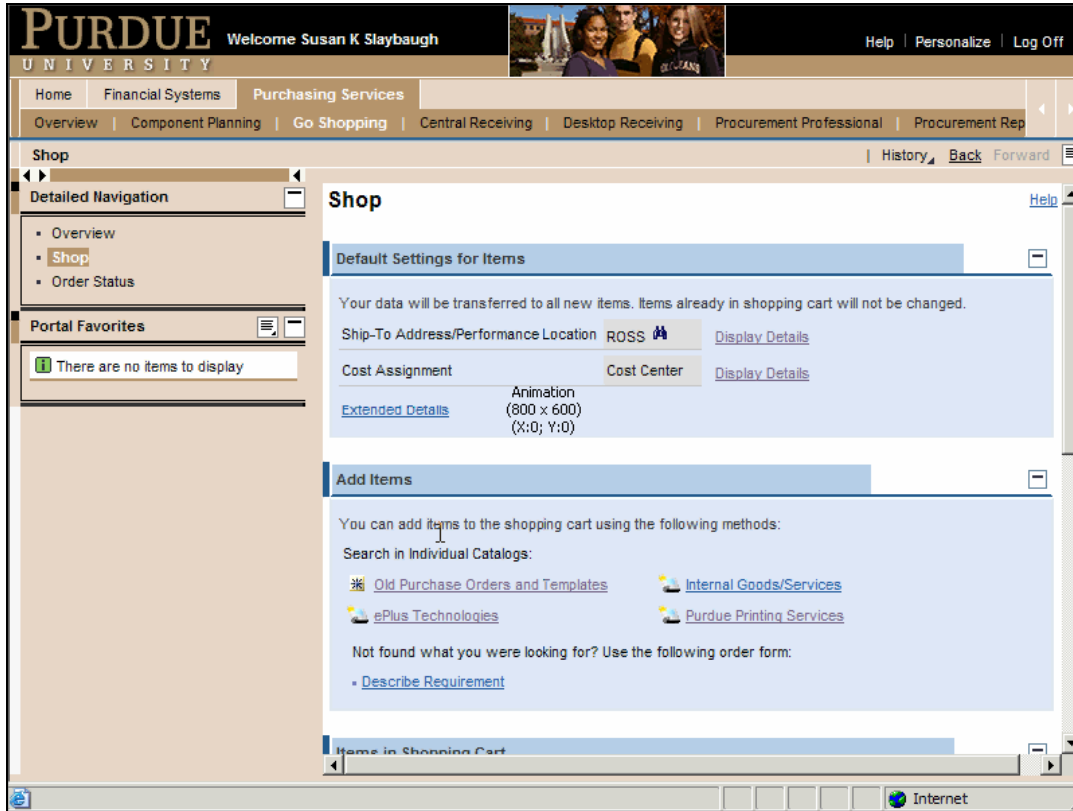 PURDUE
UNIVERSITY
Welcome Susan K Slaybaugh
Help | Personalize | Log Off
Home Financial Systems Purchasing Services
Overview | Component Planning | Go Shopping | Central Receiving | Desktop Receiving | Procurement Professional | Procurement Rep
Shop
| History Back Forward
Detailed Navigation
Overview
Shop
Order Status
Portal Favorites
There are no items to display
Shop
Help
Default Settings for Items
Your data will be transferred to all new items. Items already in shopping cart will not be changed.
Ship-To Address/Performance Location ROSS Display Details
Cost Assignment Cost Center Display Details
Extended Details
Animation
(800 x 600)
(X:0; Y:0)
Add Items
You can add items to the shopping cart using the following methods:
Search in Individual Catalogs:
Old Purchase Orders and Templates Internal Goods/Services
ePlus Technologies Purdue Printing Services
Not found what you were looking for? Use the following order form:
Describe Requirement
Items in Shopping Cart
Internet